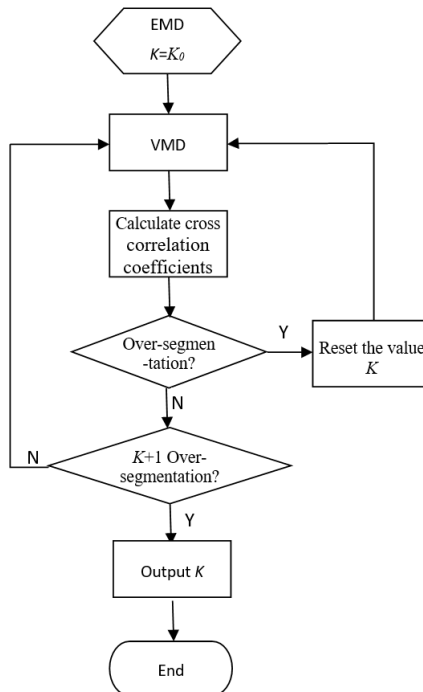 EMD
K=K₀
VMD
Calculate cross
correlation
coefficients
Over-segmen
-tation?
Y
Reset the value
K
N
K+1 Over-
segmentation?
N
Y
Output K
End